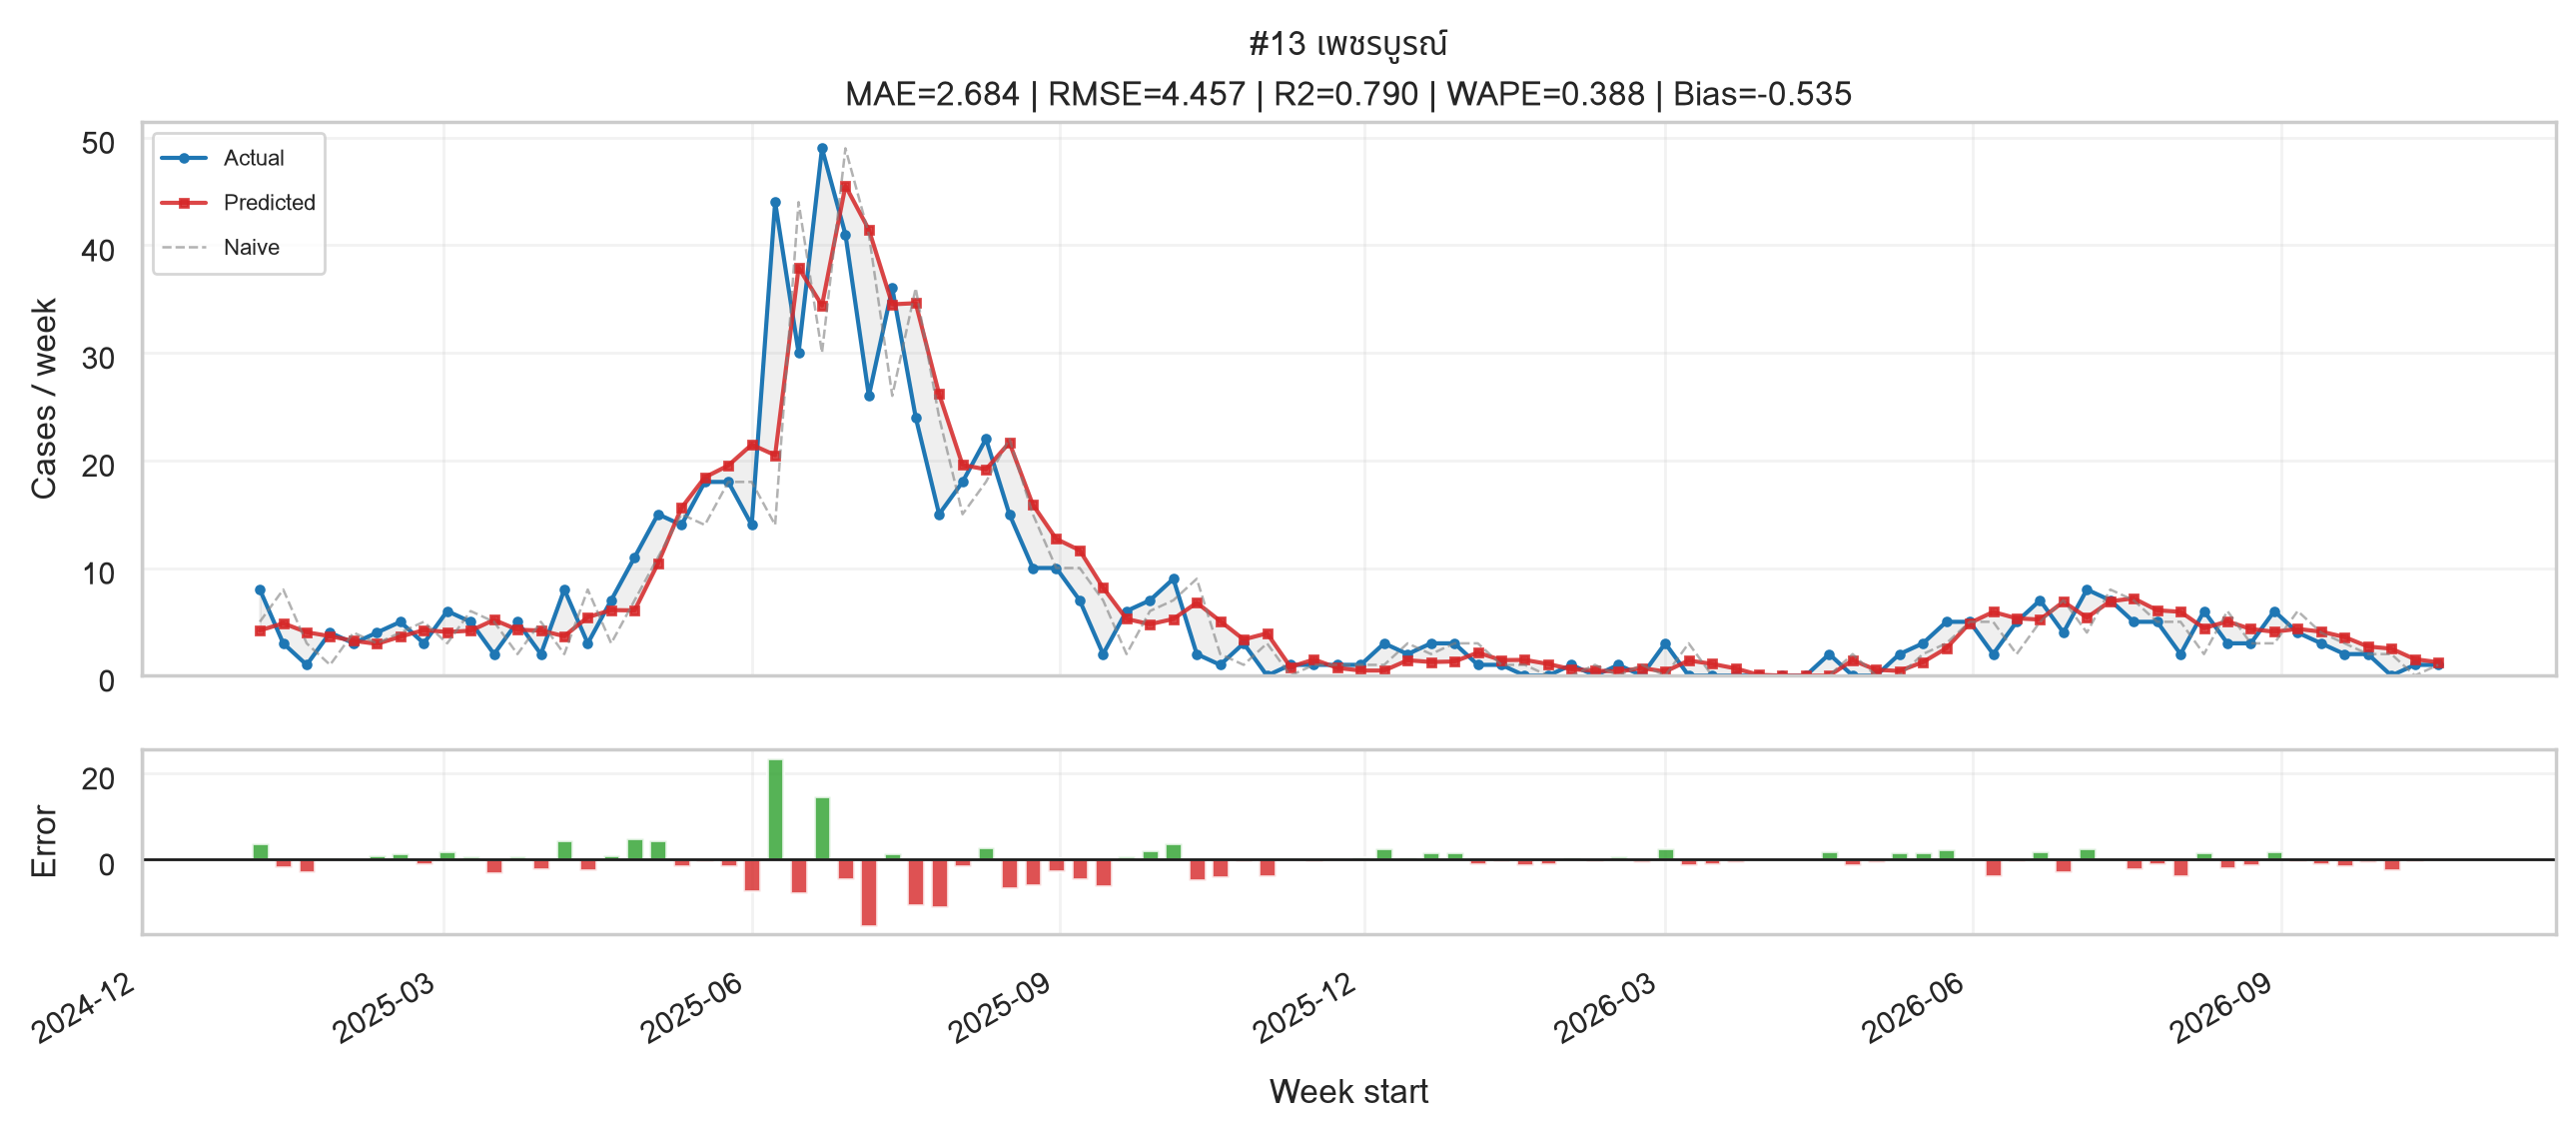 #13 เพชรบูรณ์
MAE=2.684 | RMSE=4.457 | R2=0.790 | WAPE=0.388 | Bias=-0.535
Actual
Predicted
Naive
Cases / week
50
40
30
20
10
0
Error
20
0
2024-12
2025-03
2025-06
2025-09
2025-12
2026-03
2026-06
2026-09
Week start